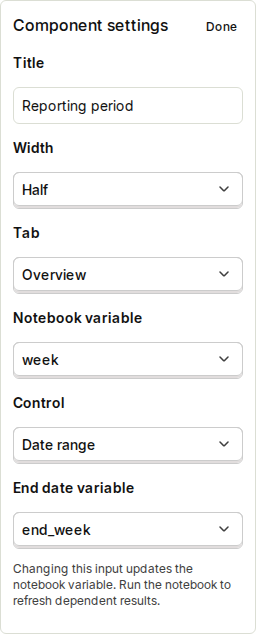 Component settings Done
Title
Reporting period
Width
Half
Tab
Overview
Notebook variable
week
Control
Date range
End date variable
end_week
Changing this input updates the
notebook variable. Run the notebook to
refresh dependent results.